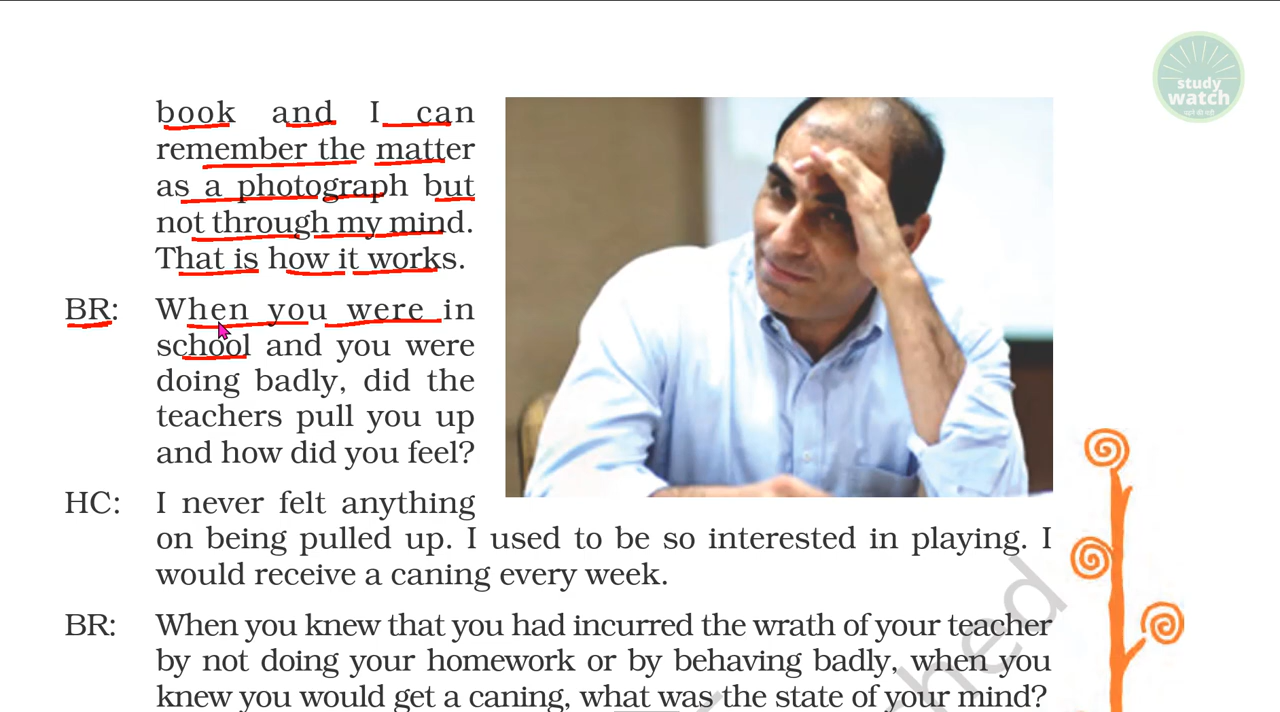 study
watch
book and I can
remember the matter
as a photograph but
not through my mind.
That is how it works.
BR: When you were in
school and you were
doing badly, did the
teachers pull you up
and how did you feel?
HC: I never felt anything
on being pulled up. I used to be so interested in playing. I
would receive a caning every week.
BR: When you knew that you had incurred the wrath of your teacher
by not doing your homework or by behaving badly, when you
knew you would get a caning, what was the state of your mind?